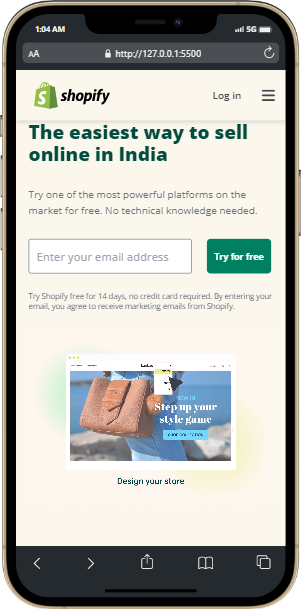 1:04 AM
5G
AA
http://127.0.0.1:5500
shopify
Log in
The easiest way to sell
online in India
Try one of the most powerful platforms on the
market for free. No technical knowledge needed.
Enter your email address
Try for free
Try Shopify free for 14 days, no credit card required. By entering your
email, you agree to receive marketing emails from Shopify.
Step up your
style game
Design your store